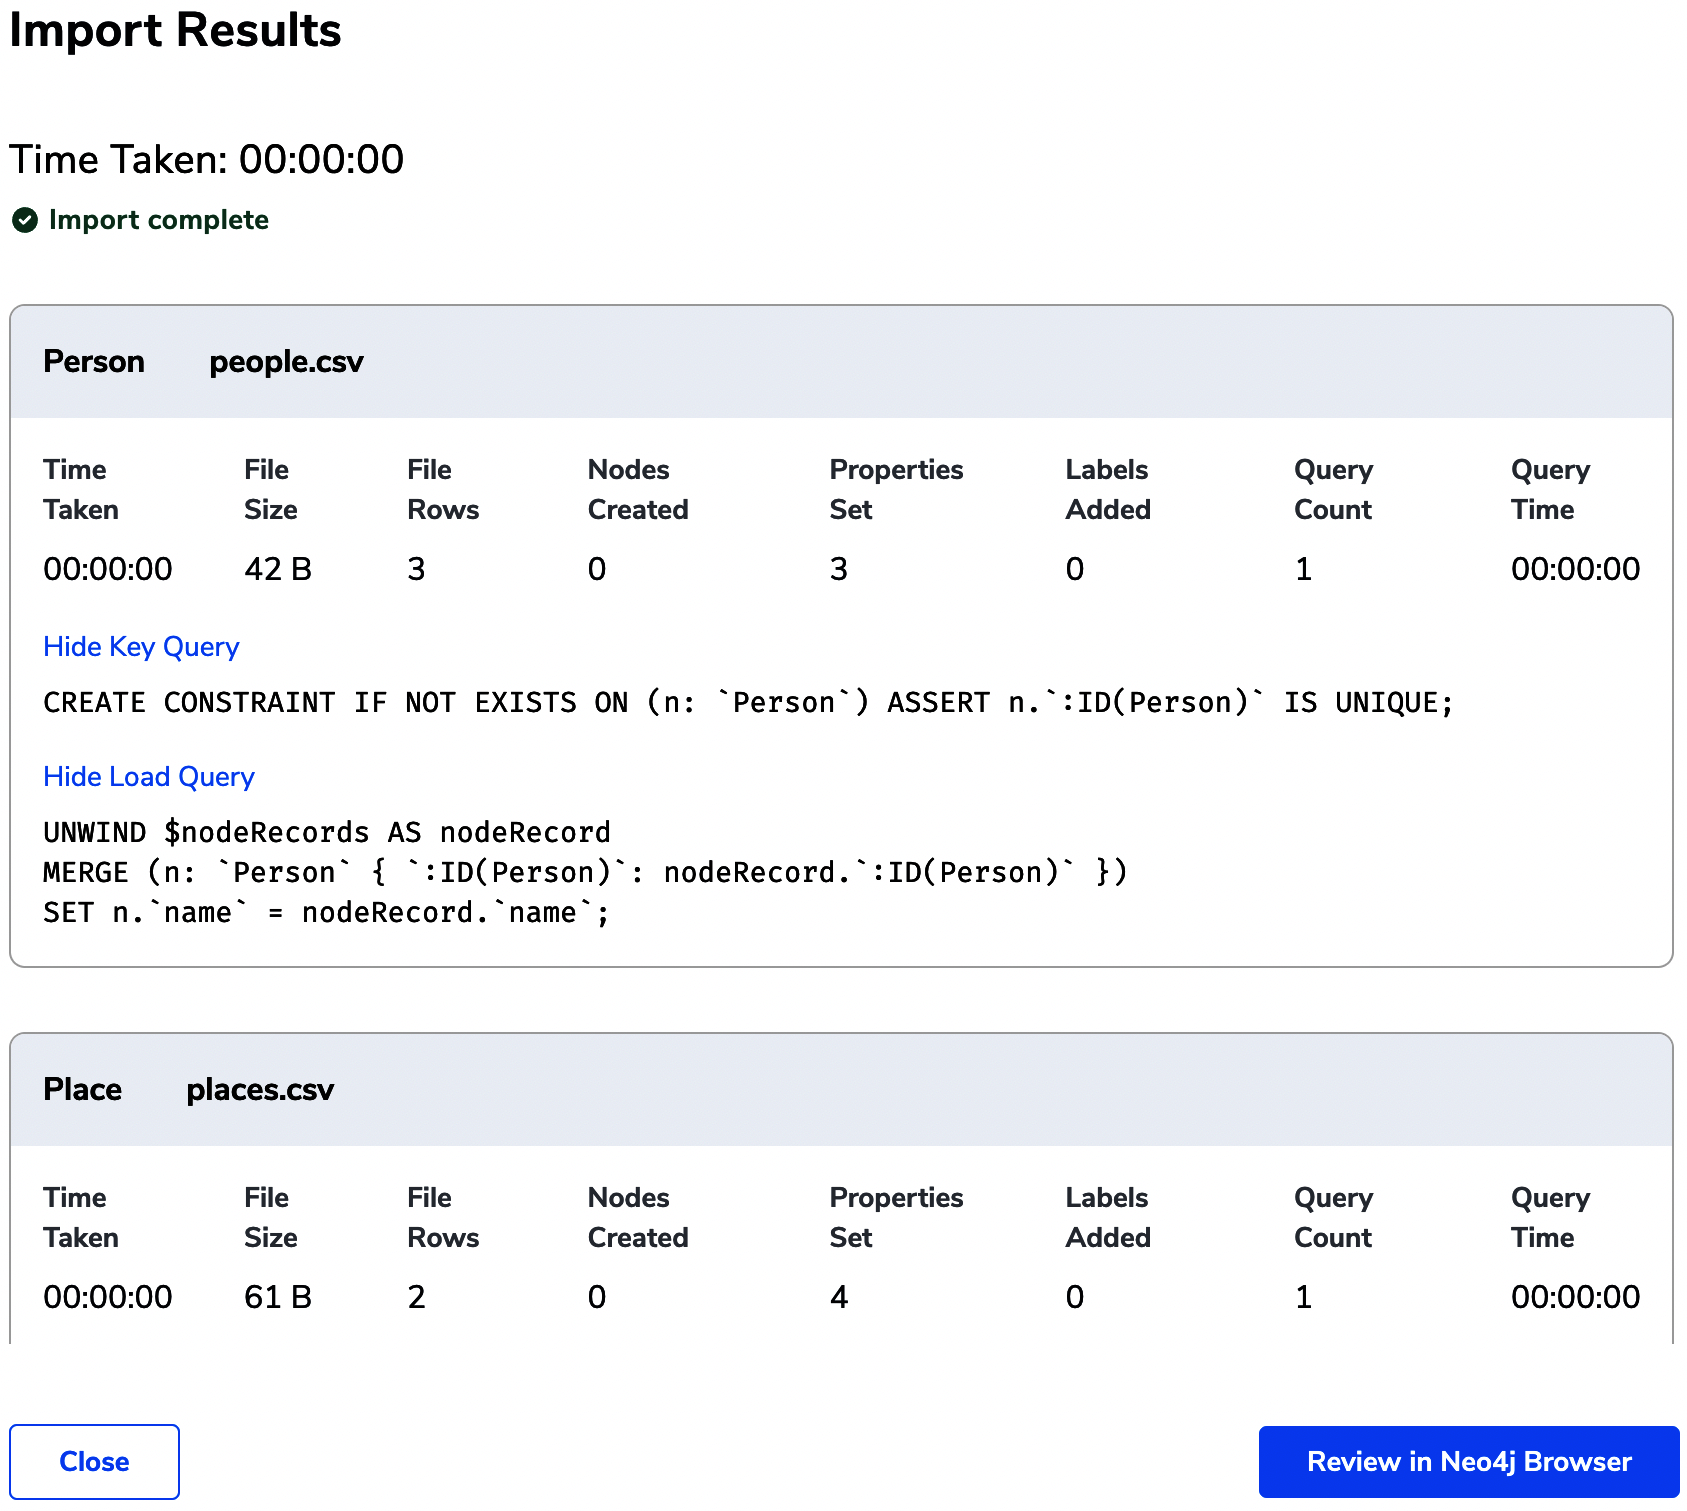 Import Results
Time Taken: 00:00:00
Import complete
Person people.csv
Time Taken File Size File Rows Nodes Created Properties Set Labels Added Query Count Query Time
00:00:00 42 B 3 0 3 0 1 00:00:00
Hide Key Query
CREATE CONSTRAINT IF NOT EXISTS ON (n: `Person`) ASSERT n.`:ID(Person)` IS UNIQUE;
Hide Load Query
UNWIND $nodeRecords AS nodeRecord
MERGE (n: `Person` { `:ID(Person)`: nodeRecord.`:ID(Person)` })
SET n.`name` = nodeRecord.`name`;
Place places.csv
Time Taken File Size File Rows Nodes Created Properties Set Labels Added Query Count Query Time
00:00:00 61 B 2 0 4 0 1 00:00:00
Close Review in Neo4j Browser